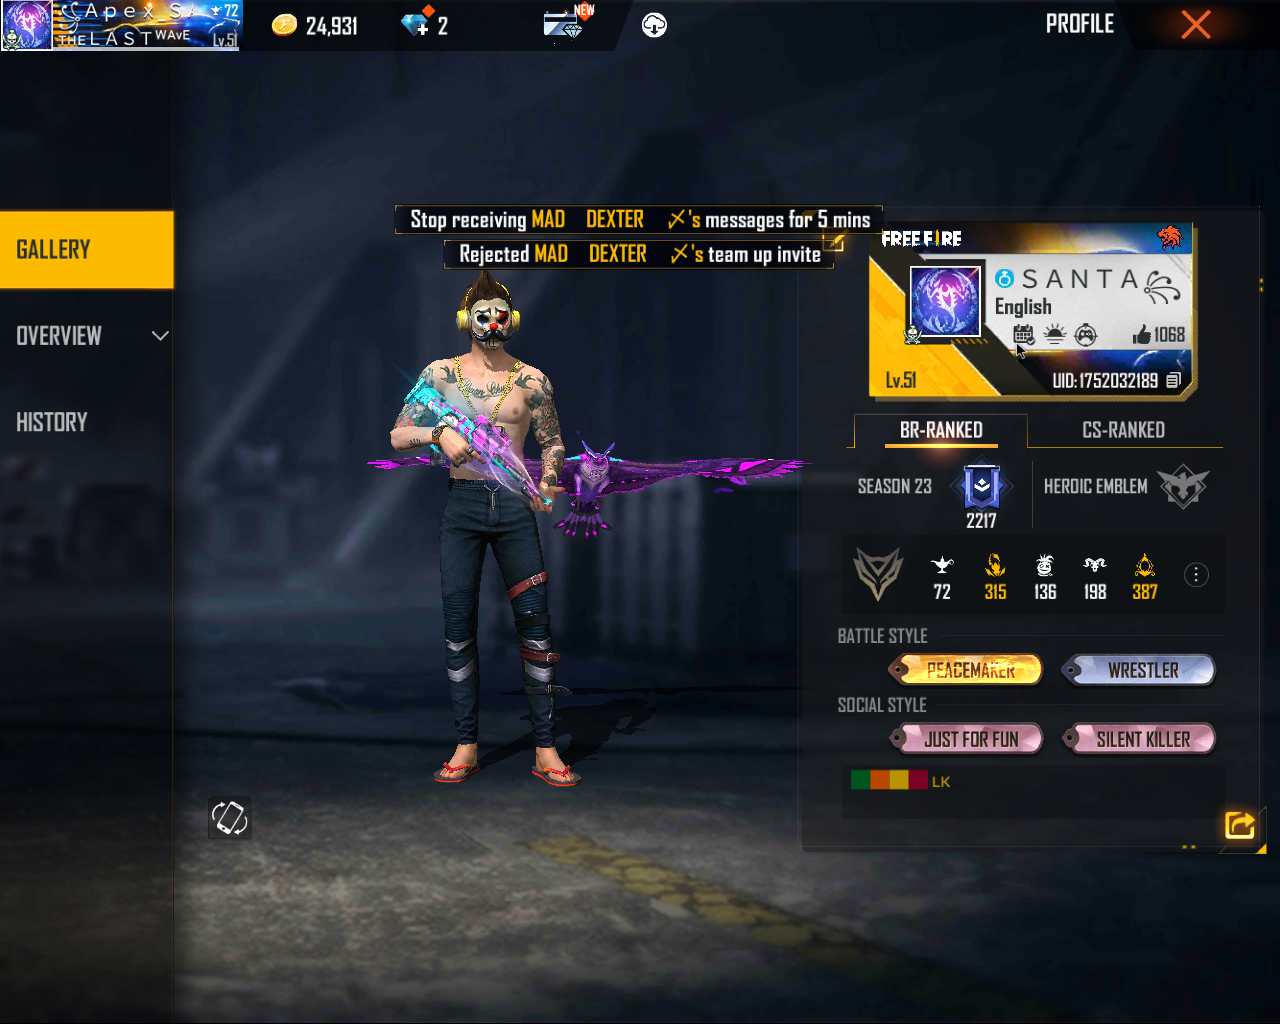 Apex_SA 72
THE LAST WAvE Lv.51
24,931
2
NEW
PROFILE
GALLERY
OVERVIEW
HISTORY
Stop receiving MAD DEXTER 〆's messages for 5 mins
Rejected MAD DEXTER 〆's team up invite
FREE FIRE
SANTA
English
1068
Lv.51
UID:1752032189
BR-RANKED
CS-RANKED
SEASON 23
2217
HEROIC EMBLEM
72 315 136 198 387
BATTLE STYLE
PEACEMAKER
WRESTLER
SOCIAL STYLE
JUST FOR FUN
SILENT KILLER
LK